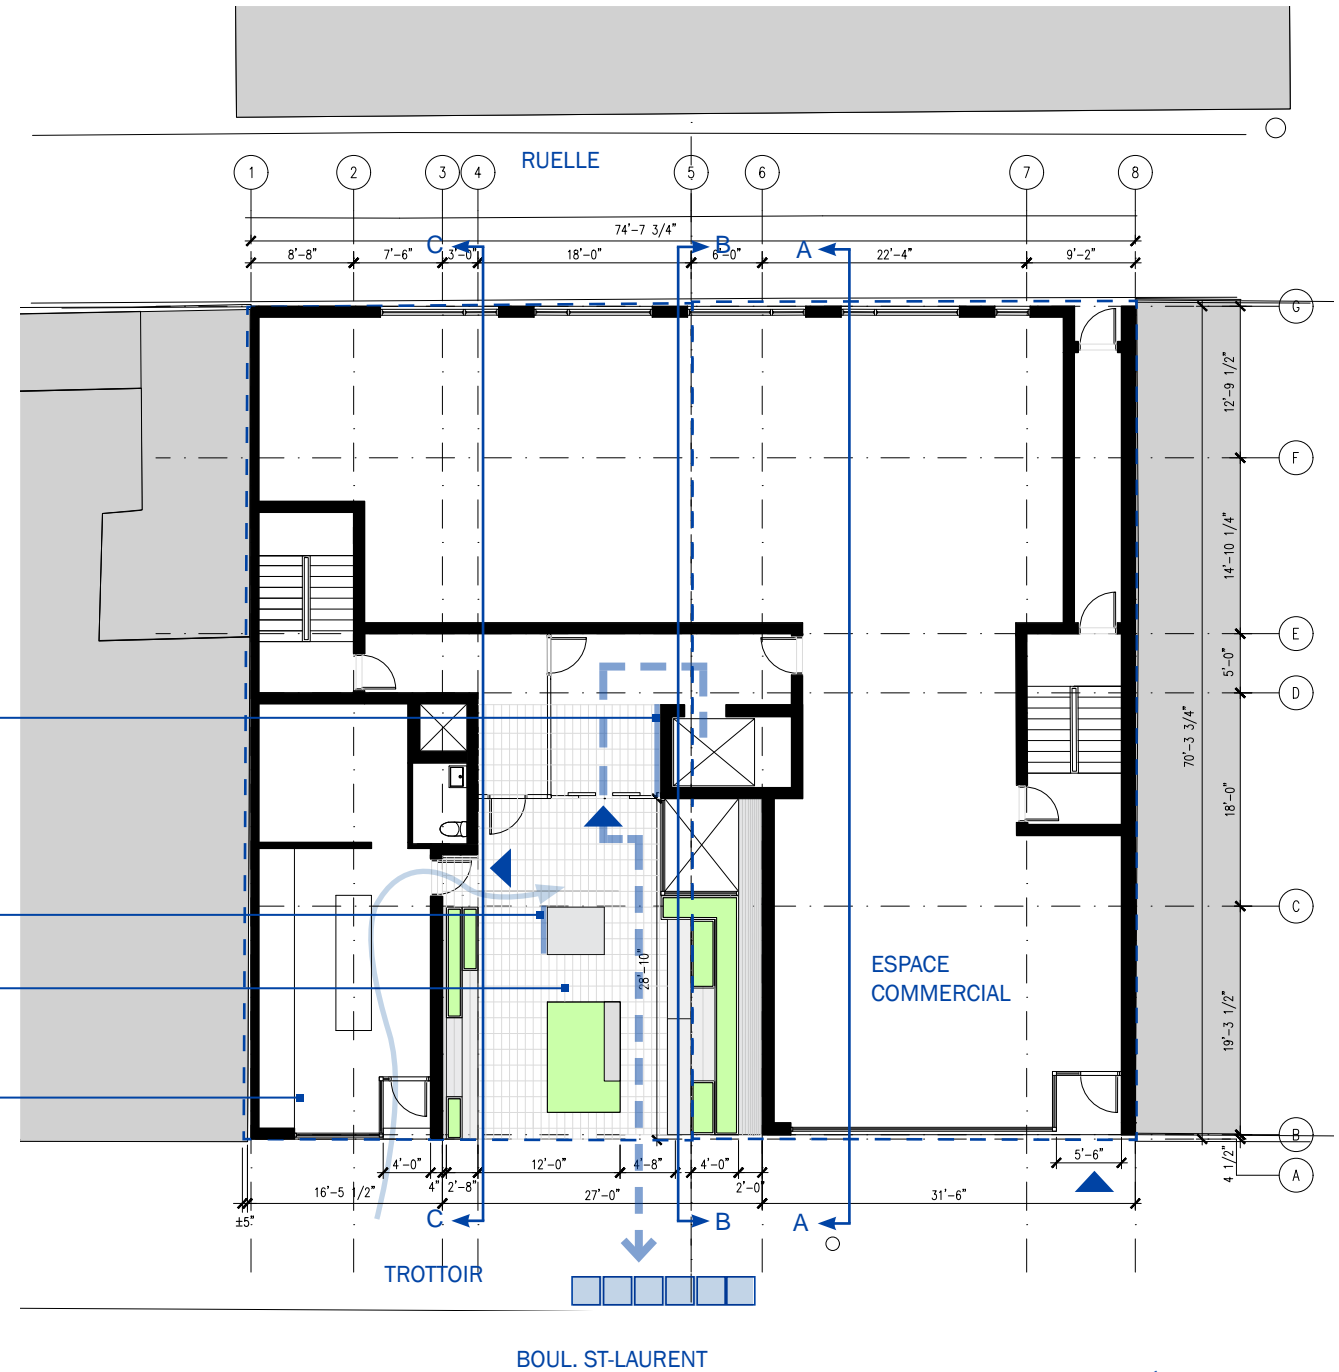 RUELLE
1 2 3 4 5 6 7 8
74'-7 3/4"
C B A
8'-8" 7'-6" 3'-0" 18'-0" 6'-0" 22'-4" 9'-2"
G
12'-9 1/2"
F
14'-10 1/4"
E
5'-0"
D
70'-3 3/4"
18'-0"
C
28'-10"
ESPACE
COMMERCIAL
19'-3 1/2"
B
4 1/2"
A
4'-0" 12'-0" 4'-8" 4'-0" 5'-6"
16'-5 1/2" 4" 2'-8" 27'-0" 2'-0" 31'-6"
±5"
C B A
TROTTOIR
BOUL. ST-LAURENT